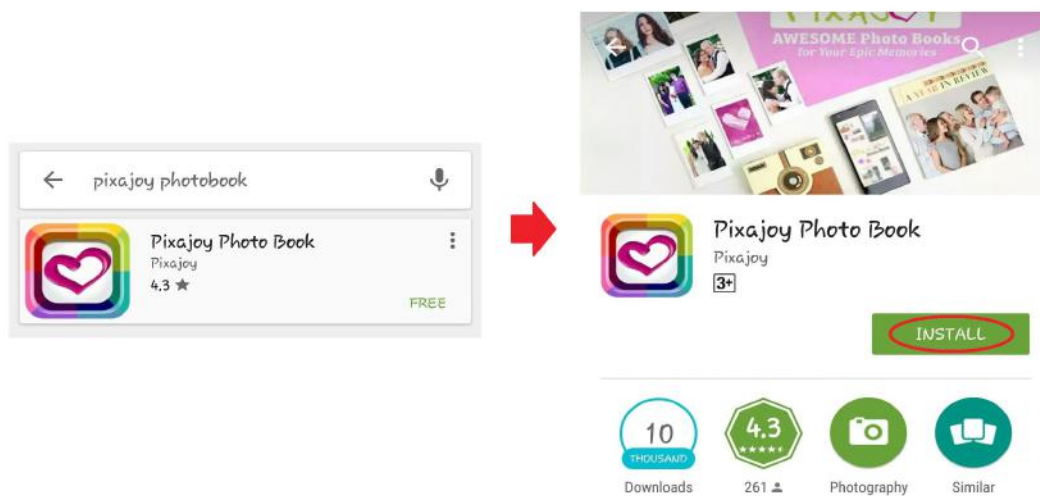 pixajoy photobook
Pixajoy Photo Book
Pixajoy
4.3
FREE
PIXAJOY
AWESOME Photo Books
for Your Epic Memories
A YEAR IN REVIEW
Pixajoy Photo Book
Pixajoy
3+
INSTALL
10
THOUSAND
Downloads
4.3
261
Photography
Similar